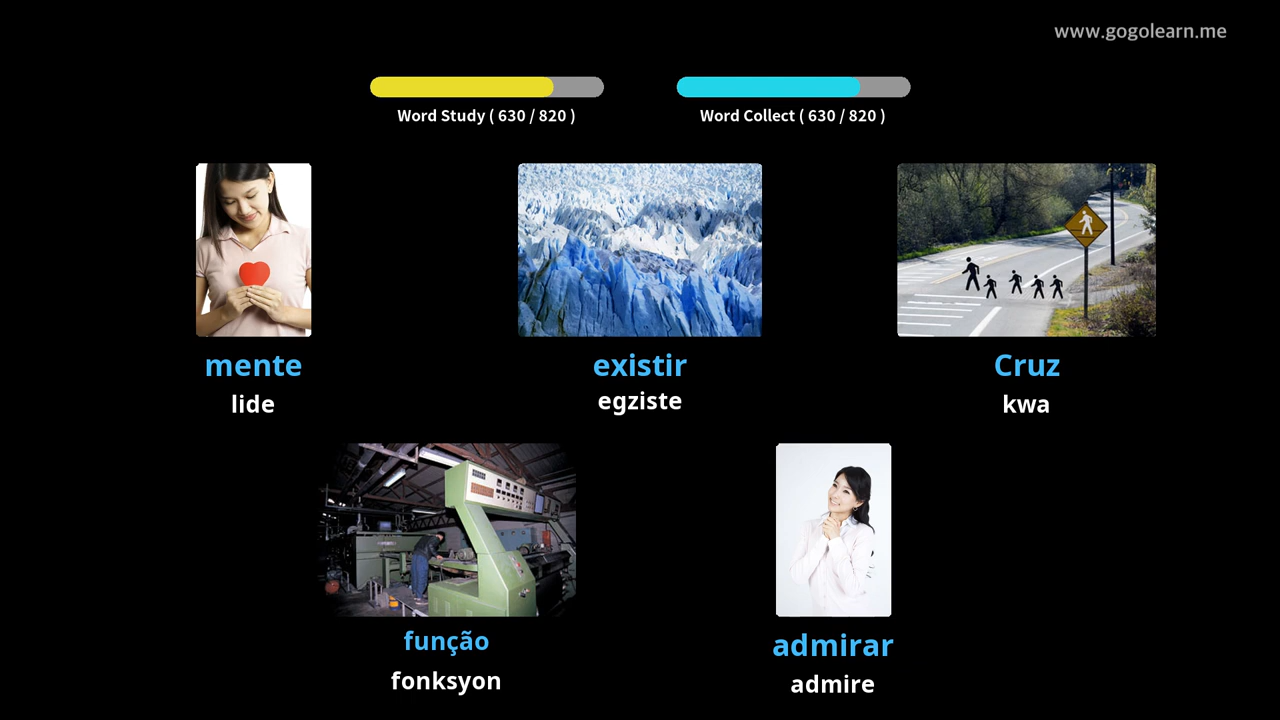 www.gogolearn.me
Word Study ( 630 / 820 )
Word Collect ( 630 / 820 )
mente
lide
existir
egziste
Cruz
kwa
função
fonksyon
admirar
admire